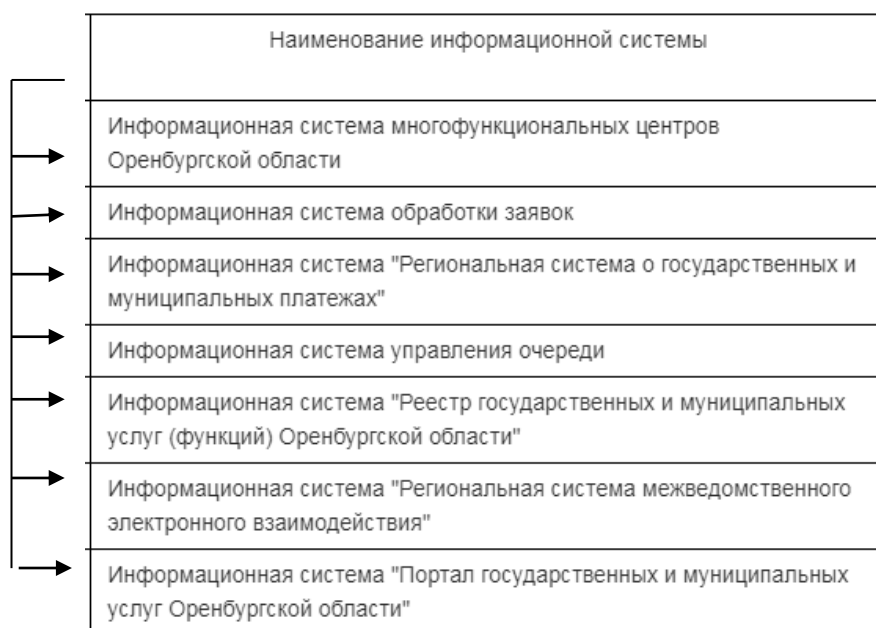 Наименование информационной системы
Информационная система многофункциональных центров
Оренбургской области
Информационная система обработки заявок
Информационная система "Региональная система о государственных и
муниципальных платежах"
Информационная система управления очереди
Информационная система "Реестр государственных и муниципальных
услуг (функций) Оренбургской области"
Информационная система "Региональная система межведомственного
электронного взаимодействия"
Информационная система "Портал государственных и муниципальных
услуг Оренбургской области"